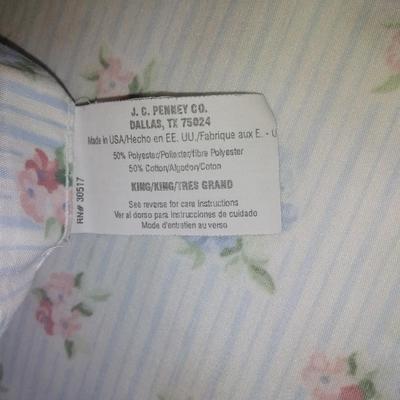 J. C. PENNEY CO.
DALLAS, TX 75024
Made in USA/Hecho en EE. UU./Fabrique aux E. - U
50% Polyester/Poliester/fibre Polyester
50% Cotton/Algodon/Coton
KING/KING/TRES GRAND
See reverse for care instructions
Ver al dorso para instrucciones de cuidado
Mode d'entretien au verso
RN# 30517